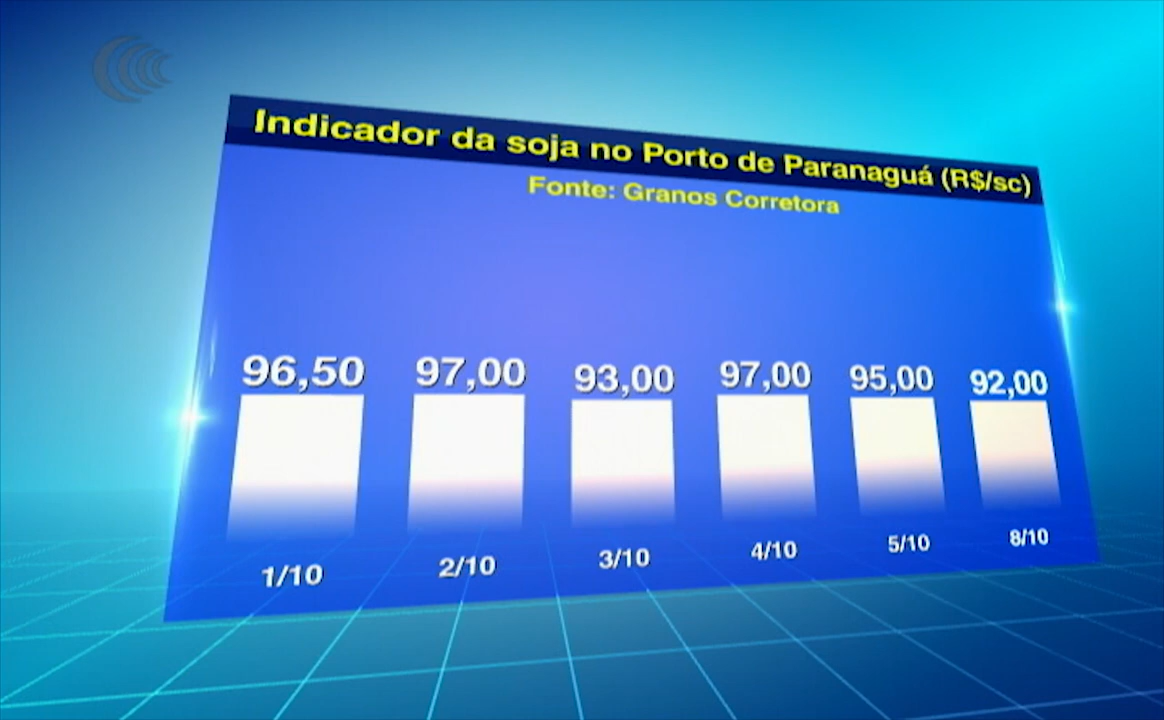 Indicador da soja no Porto de Paranaguá (R$/sc)
Fonte: Granos Corretora
96,50 97,00 93,00 97,00 95,00 92,00
1/10 2/10 3/10 4/10 5/10 8/10